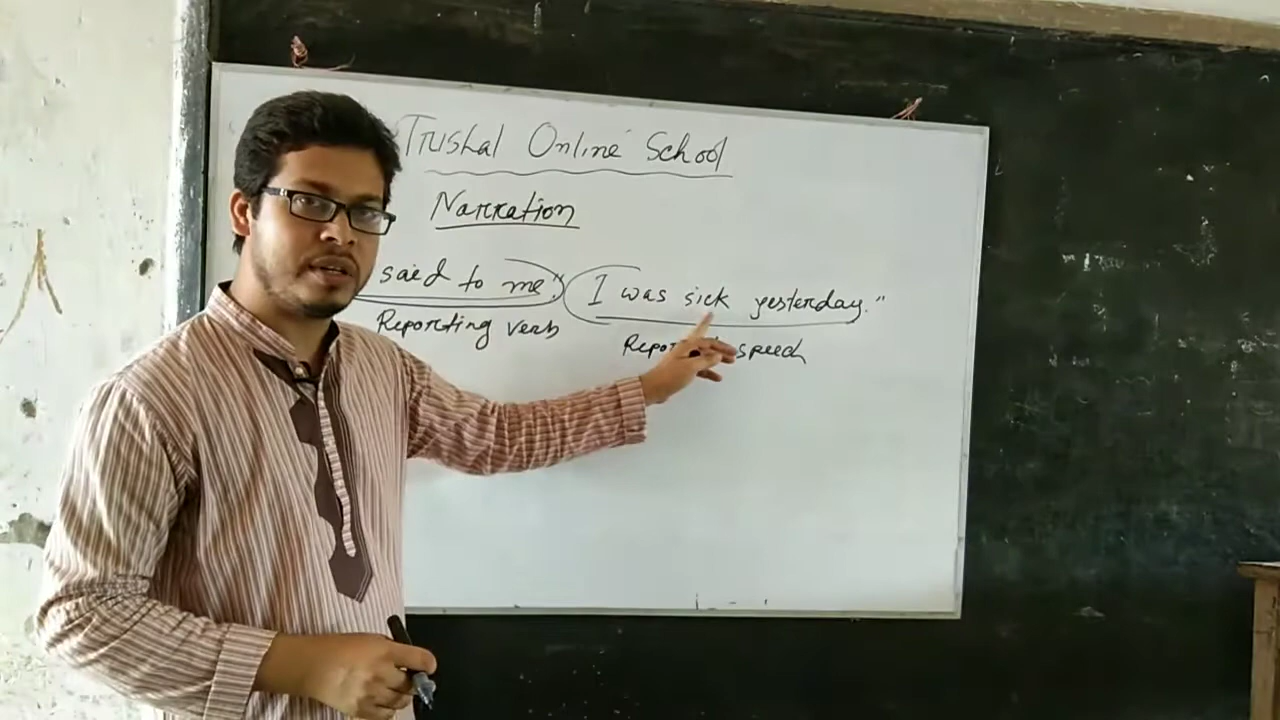 Trishal Online School
Narration
said to me, "I was sick yesterday."
Reporting verb
speech